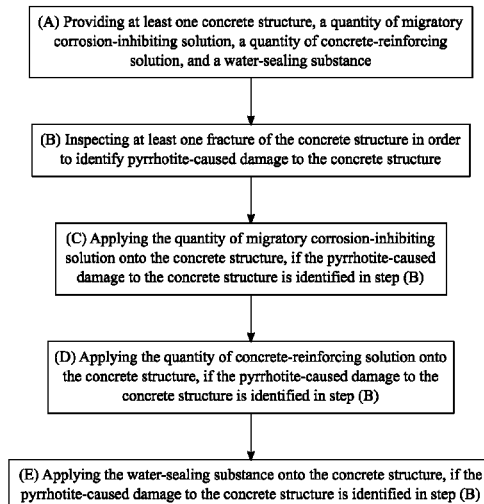 (A) Providing at least one concrete structure, a quantity of migratory
corrosion-inhibiting solution, a quantity of concrete-reinforcing
solution, and a water-sealing substance
(B) Inspecting at least one fracture of the concrete structure in order
to identify pyrrhotite-caused damage to the concrete structure
(C) Applying the quantity of migratory corrosion-inhibiting
solution onto the concrete structure, if the pyrrhotite-caused
damage to the concrete structure is identified in step (B)
(D) Applying the quantity of concrete-reinforcing solution onto
the concrete structure, if the pyrrhotite-caused damage to the
concrete structure is identified in step (B)
(E) Applying the water-sealing substance onto the concrete structure, if the
pyrrhotite-caused damage to the concrete structure is identified in step (B)